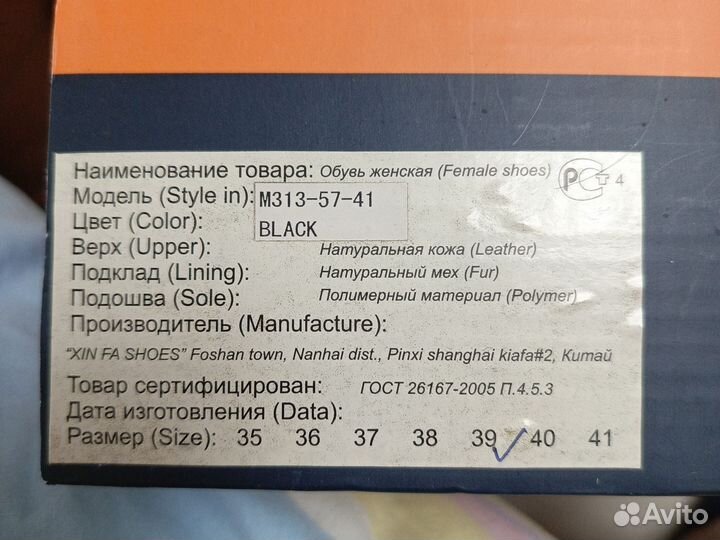 Наименование товара: Обувь женская (Female shoes)
Модель (Style in): M313-57-41
Цвет (Color): BLACK
Верх (Upper): Натуральная кожа (Leather)
Подклад (Lining): Натуральный мех (Fur)
Подошва (Sole): Полимерный материал (Polymer)
Производитель (Manufacture):
"XIN FA SHOES" Foshan town, Nanhai dist., Pinxi shanghai kiafa#2, Китай
Товар сертифицирован: ГОСТ 26167-2005 П.4.5.3
Дата изготовления (Data):
Размер (Size): 35 36 37 38 39 40 41
РСТ 4
Avito